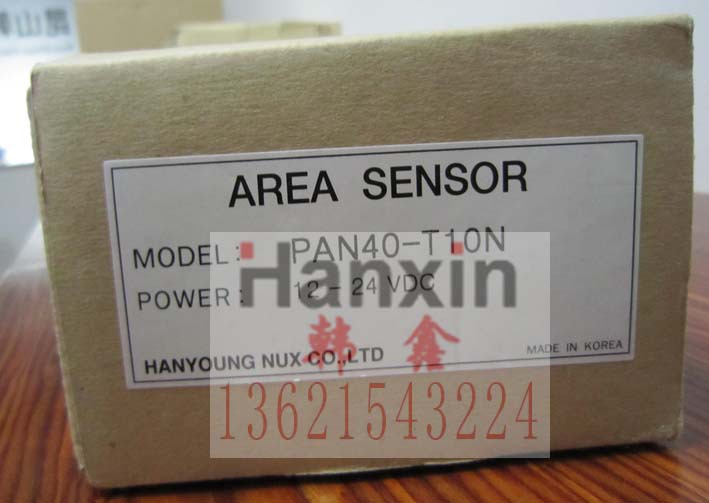 AREA SENSOR
MODEL: PAN40-T10N
POWER: 12-24 VDC
HANYOUNG NUX CO.,LTD
MADE IN KOREA
Hanxin
韩鑫
13621543224